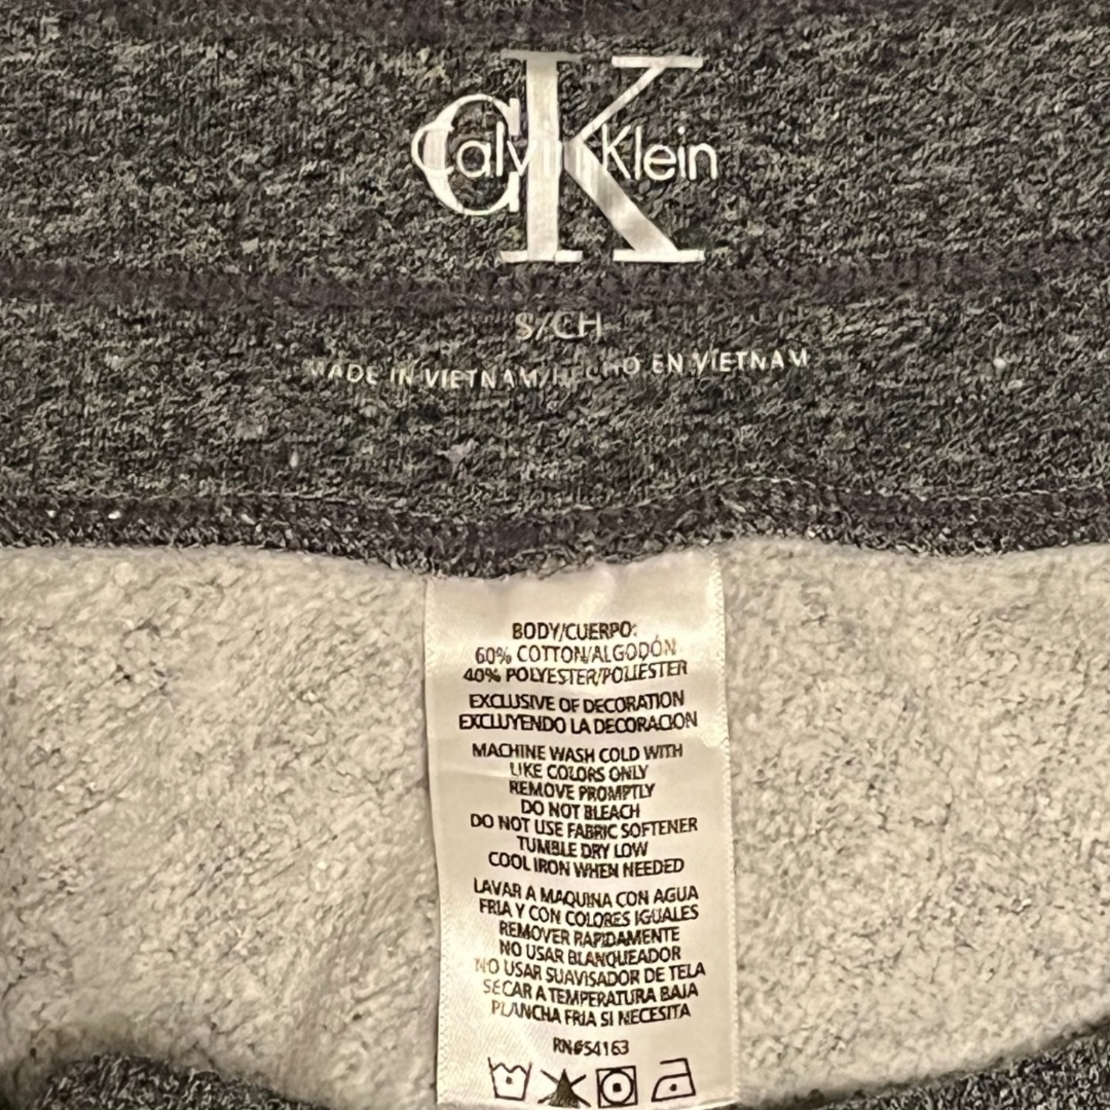 CK
Calvin Klein
S/CH
MADE IN VIETNAM/HECHO EN VIETNAM
BODY/CUERPO:
60% COTTON/ALGODÓN
40% POLYESTER/POLIESTER
EXCLUSIVE OF DECORATION
EXCLUYENDO LA DECORACION
MACHINE WASH COLD WITH
LIKE COLORS ONLY
REMOVE PROMPTLY
DO NOT BLEACH
DO NOT USE FABRIC SOFTENER
TUMBLE DRY LOW
COOL IRON WHEN NEEDED
LAVAR A MAQUINA CON AGUA
FRIA Y CON COLORES IGUALES
REMOVER RAPIDAMENTE
NO USAR BLANQUEADOR
NO USAR SUAVISADOR DE TELA
SECAR A TEMPERATURA BAJA
PLANCHA FRIA SI NECESITA
RN#54163